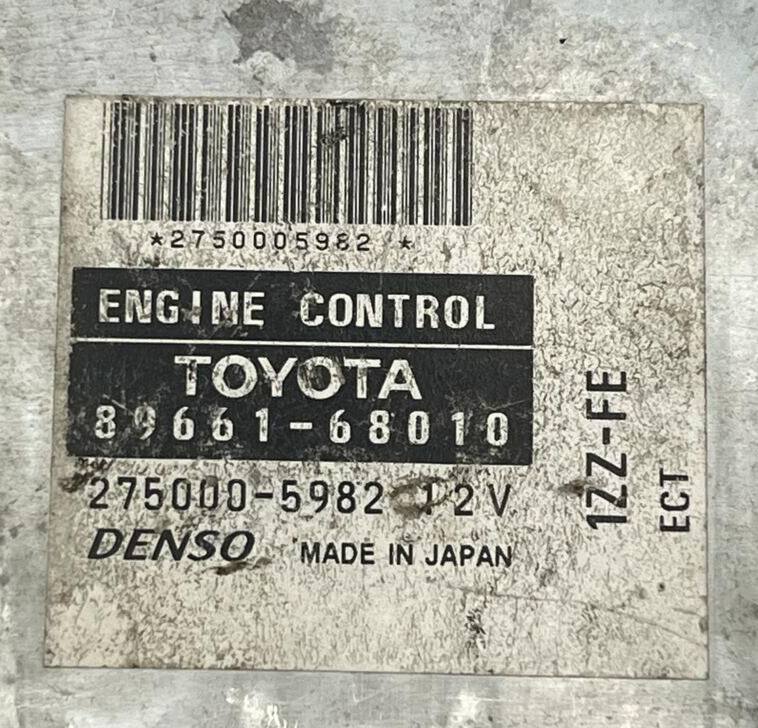 *2750005982 *
ENGINE CONTROL
TOYOTA
89661-68010
275000-5982 12V
DENSO MADE IN JAPAN
1ZZ-FE
ECT